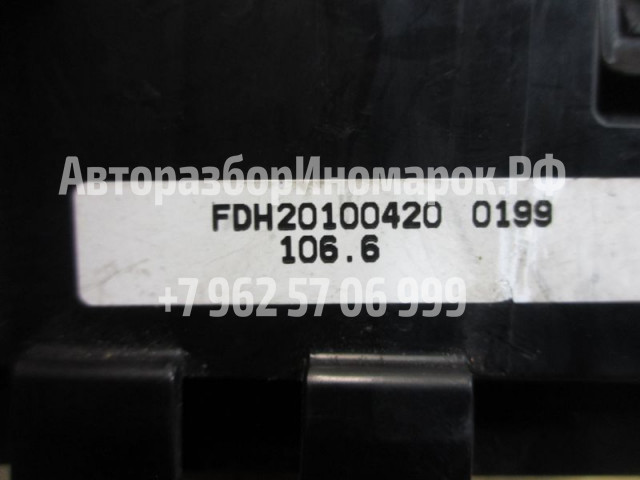 АвторазборИномарок.РФ
FDH20100420 0199
106.6
+7 962 57 06 999